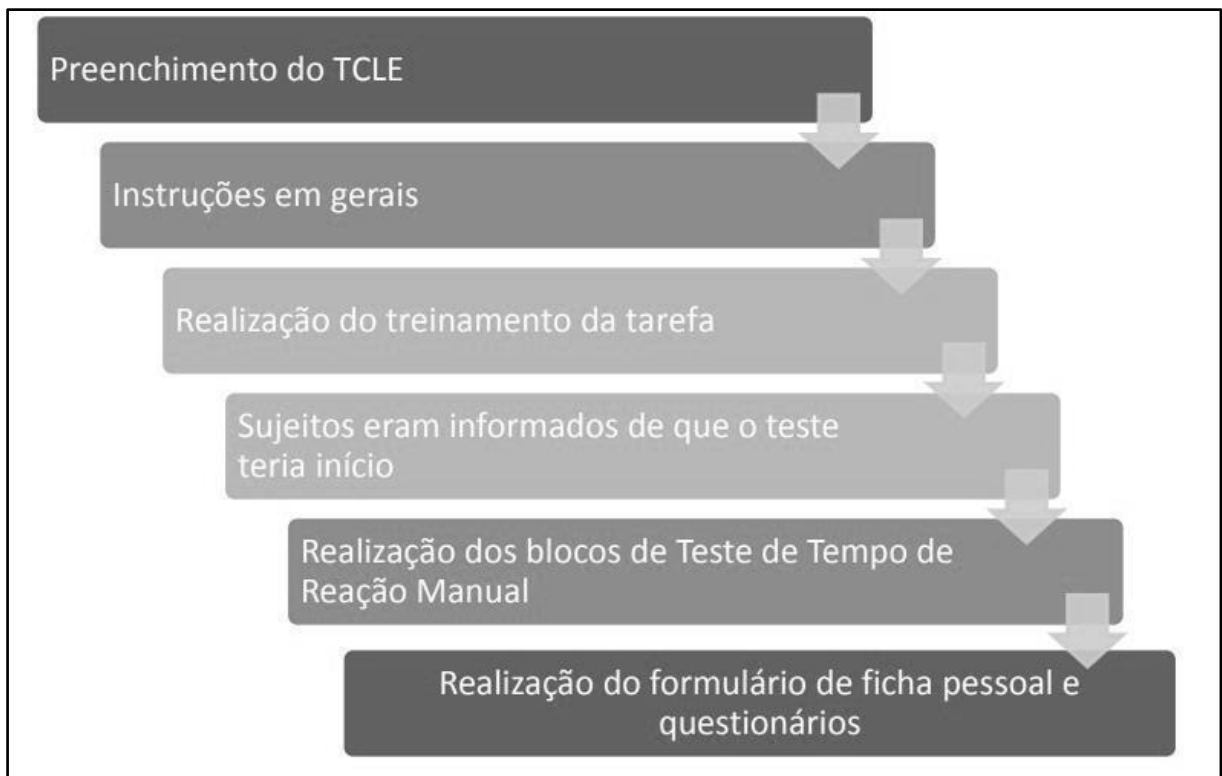 Preenchimento do TCLE
Instruções em gerais
Realização do treinamento da tarefa
Sujeitos eram informados de que o teste
teria início
Realização dos blocos de Teste de Tempo de
Reação Manual
Realização do formulário de ficha pessoal e
questionários